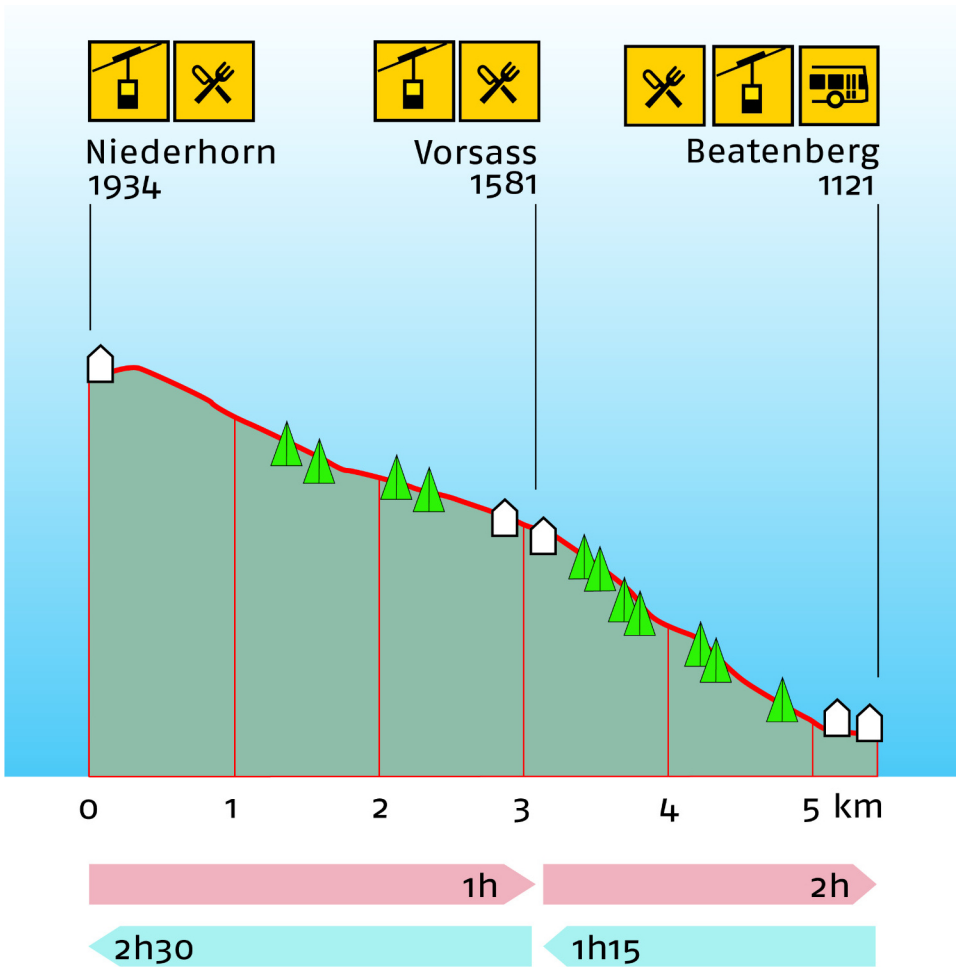 Niederhorn
1934
Vorsass
1581
Beatenberg
1121
0 1 2 3 4 5 km
1h 2h
2h30 1h15